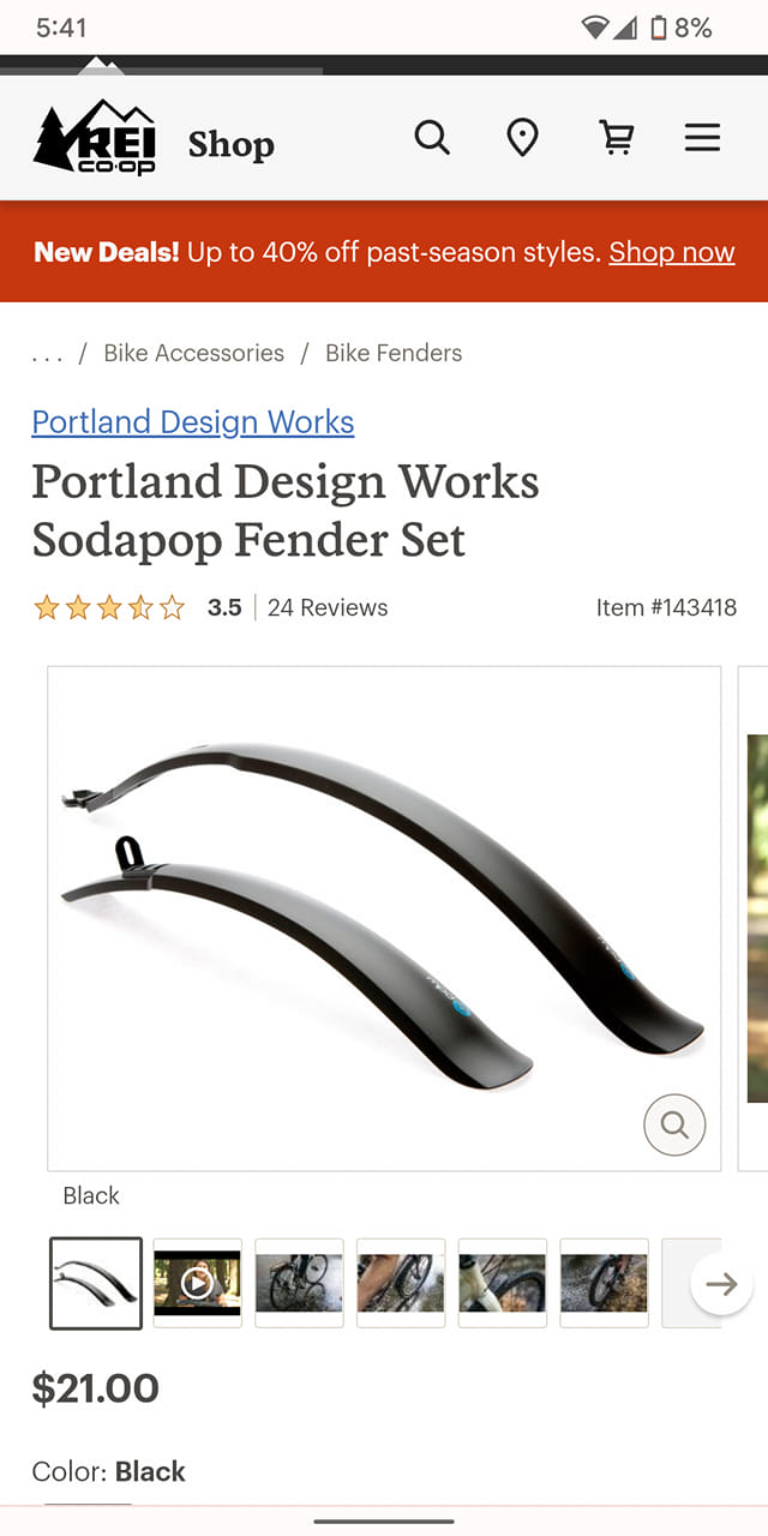 5:41 8%
REI
co·op
Shop
New Deals! Up to 40% off past-season styles. Shop now
... / Bike Accessories / Bike Fenders
Portland Design Works
Portland Design Works
Sodapop Fender Set
3.5 24 Reviews Item #143418
Black
$21.00
Color: Black